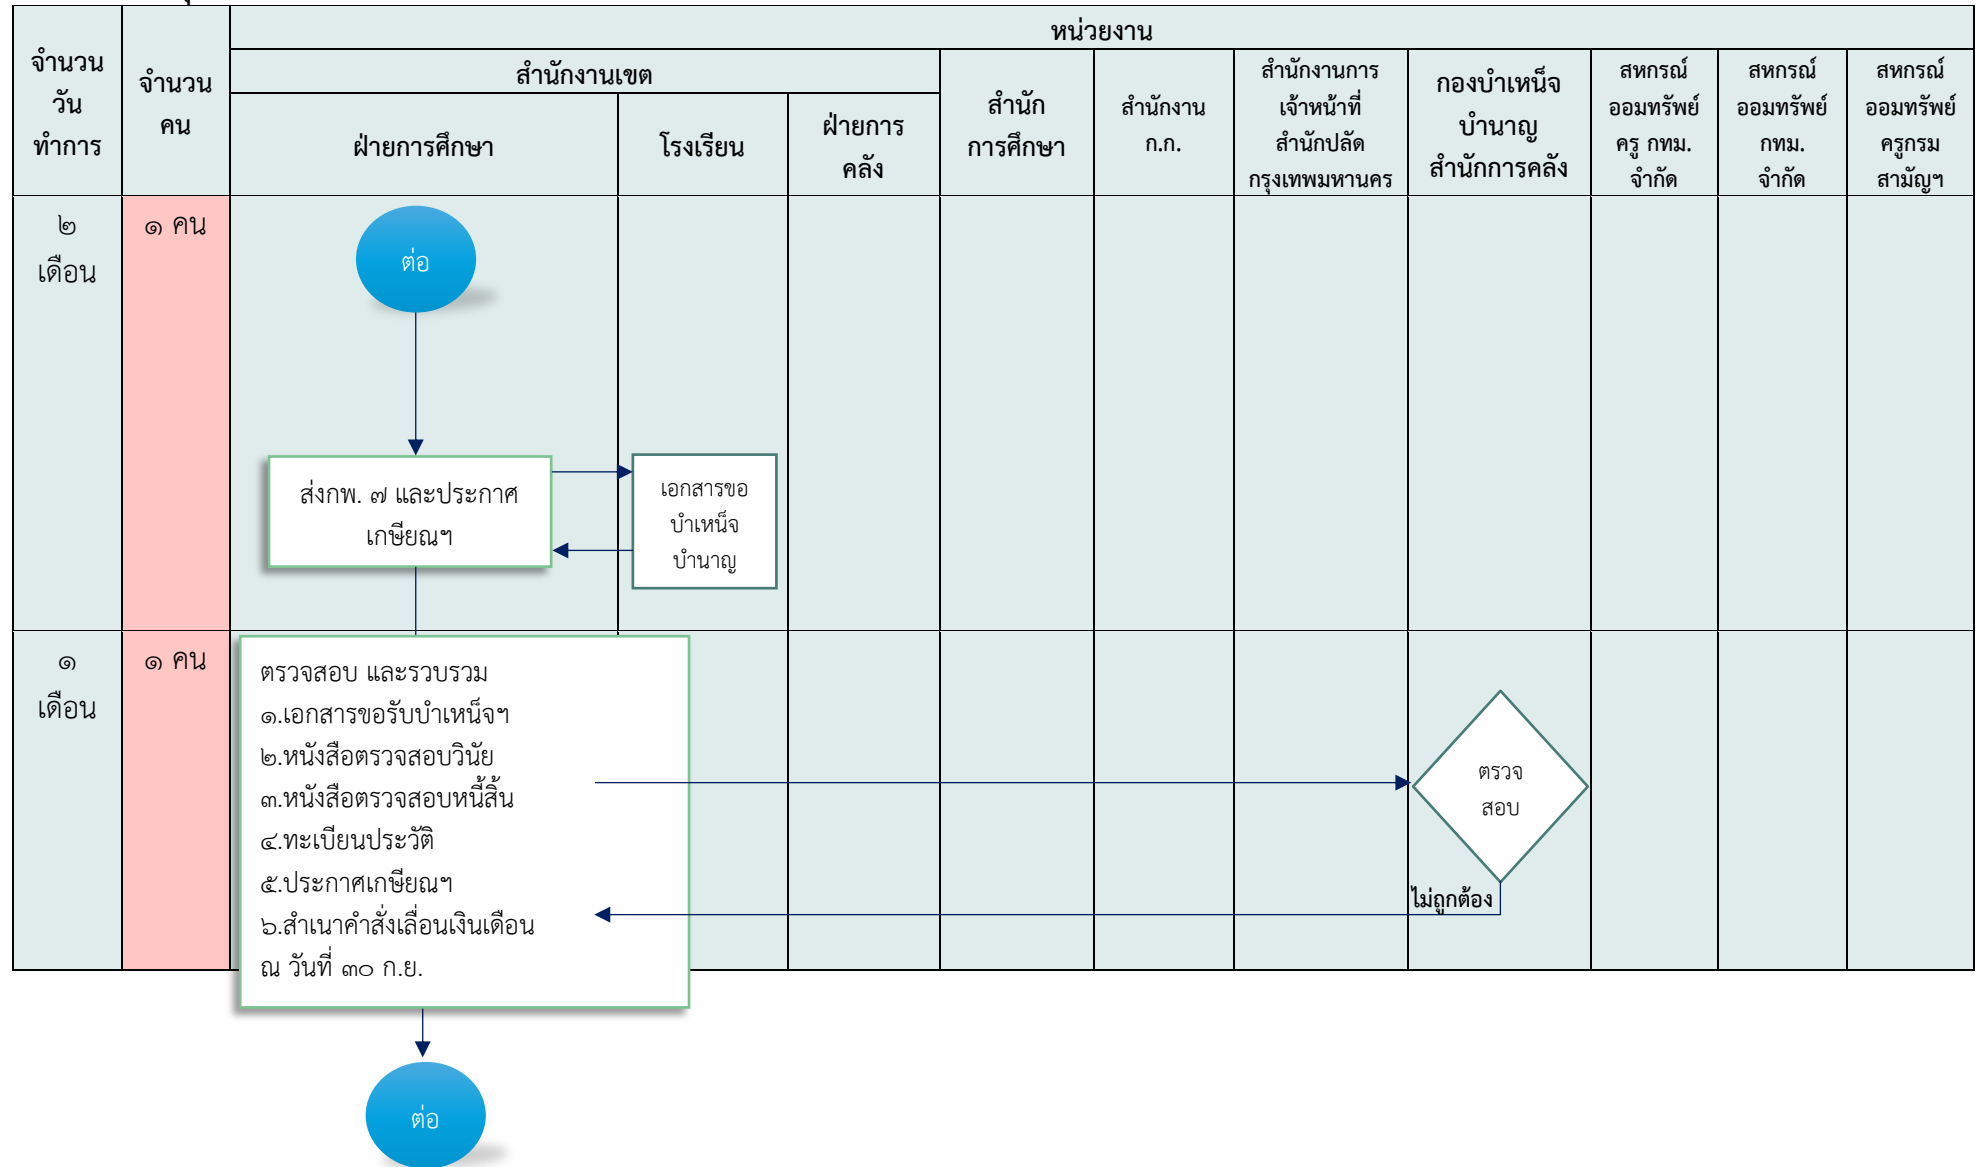 หน่วยงาน
จำนวน
วัน
ทำการ
จำนวน
คน
สำนักงานเขต
ฝ่ายการศึกษา
โรงเรียน
ฝ่ายการ
คลัง
สำนัก
การศึกษา
สำนักงาน
ก.ก.
สำนักงานการ
เจ้าหน้าที่
สำนักปลัด
กรุงเทพมหานคร
กองบำเหน็จ
บำนาญ
สำนักการคลัง
สหกรณ์
ออมทรัพย์
ครู กทม.
จำกัด
สหกรณ์
ออมทรัพย์
กทม.
จำกัด
สหกรณ์
ออมทรัพย์
ครูกรม
สามัญฯ
๒
เดือน
๑ คน
ต่อ
ส่งกพ. ๗ และประกาศ
เกษียณฯ
เอกสารขอ
บำเหน็จ
บำนาญ
๑
เดือน
๑ คน
ตรวจสอบ และรวบรวม
๑.เอกสารขอรับบำเหน็จฯ
๒.หนังสือตรวจสอบวินัย
๓.หนังสือตรวจสอบหนี้สิ้น
๔.ทะเบียนประวัติ
๕.ประกาศเกษียณฯ
๖.สำเนาคำสั่งเลื่อนเงินเดือน
ณ วันที่ ๓๐ ก.ย.
ตรวจ
สอบ
ไม่ถูกต้อง
ต่อ